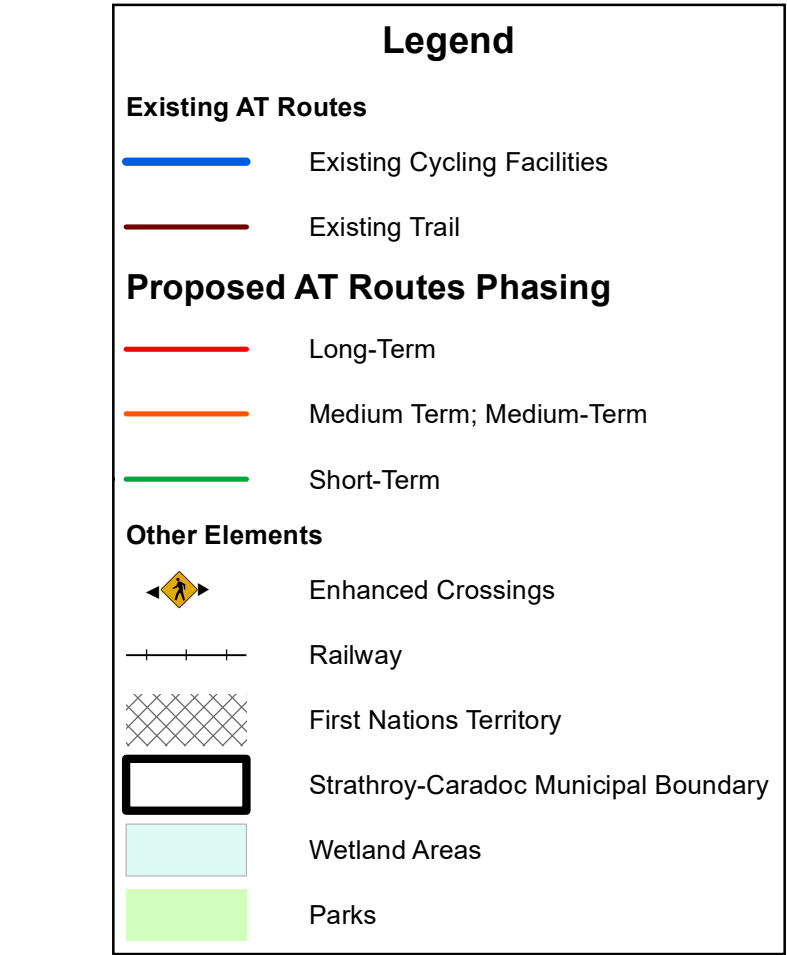 Legend
Existing AT Routes
Existing Cycling Facilities
Existing Trail
Proposed AT Routes Phasing
Long-Term
Medium Term; Medium-Term
Short-Term
Other Elements
Enhanced Crossings
Railway
First Nations Territory
Strathroy-Caradoc Municipal Boundary
Wetland Areas
Parks